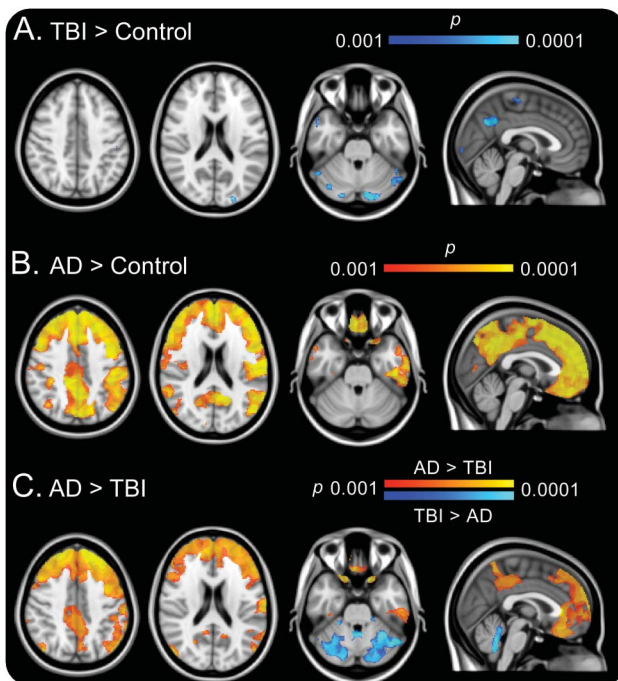 A. TBI > Control
p
0.001 0.0001
B. AD > Control
p
0.001 0.0001
C. AD > TBI
AD > TBI
p 0.001 0.0001
TBI > AD